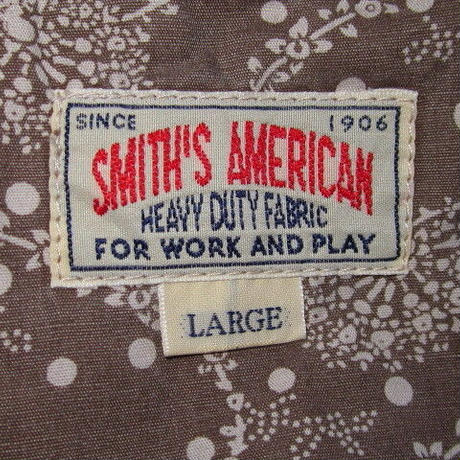 SINCE 1906
SMITH'S AMERICAN
HEAVY DUTY FABRIC
FOR WORK AND PLAY
LARGE